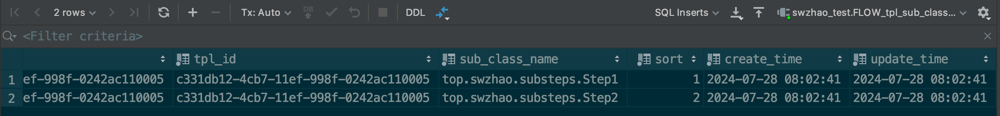 2 rows Tx: Auto DB DDL SQL Inserts swzhao_test.FLOW_tpl_sub_class...
<Filter criteria>
tpl_id sub_class_name sort create_time update_time
1 ef-998f-0242ac110005 c331db12-4cb7-11ef-998f-0242ac110005 top.swzhao.substeps.Step1 1 2024-07-28 08:02:41 2024-07-28 08:02:41
2 ef-998f-0242ac110005 c331db12-4cb7-11ef-998f-0242ac110005 top.swzhao.substeps.Step2 2 2024-07-28 08:02:41 2024-07-28 08:02:41